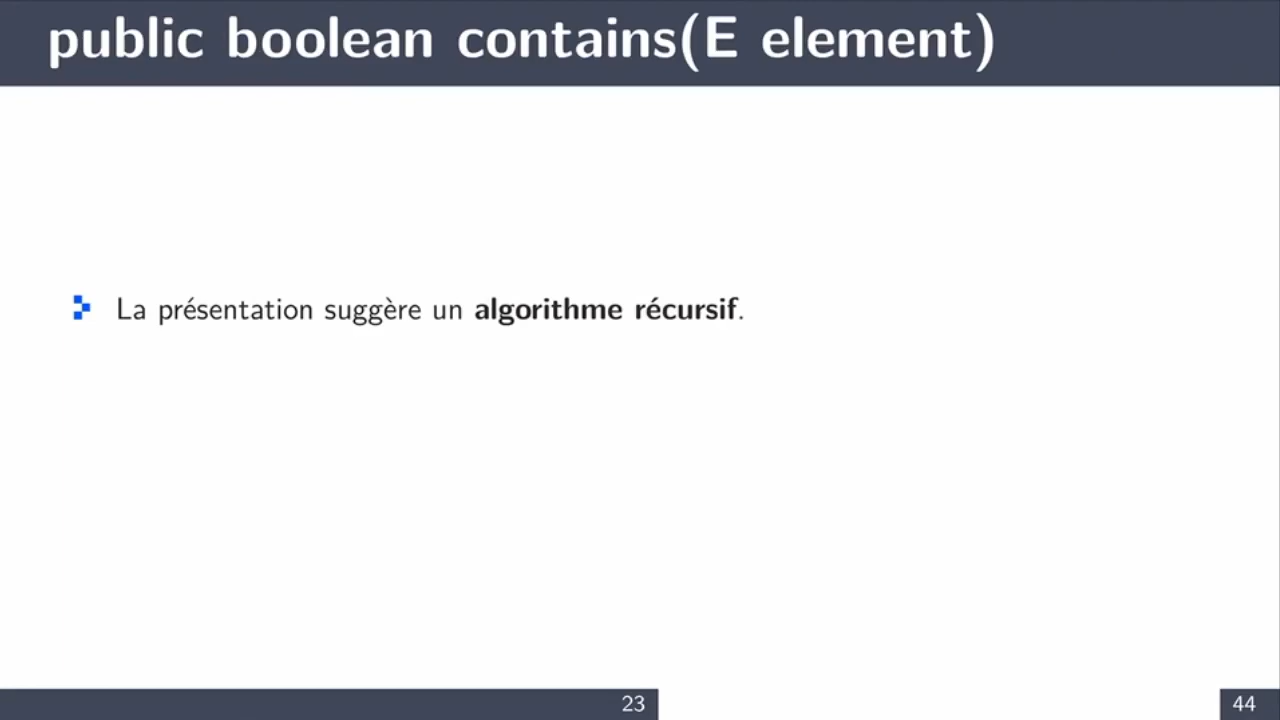 public boolean contains(E element)
La présentation suggère un algorithme récursif.
23
44